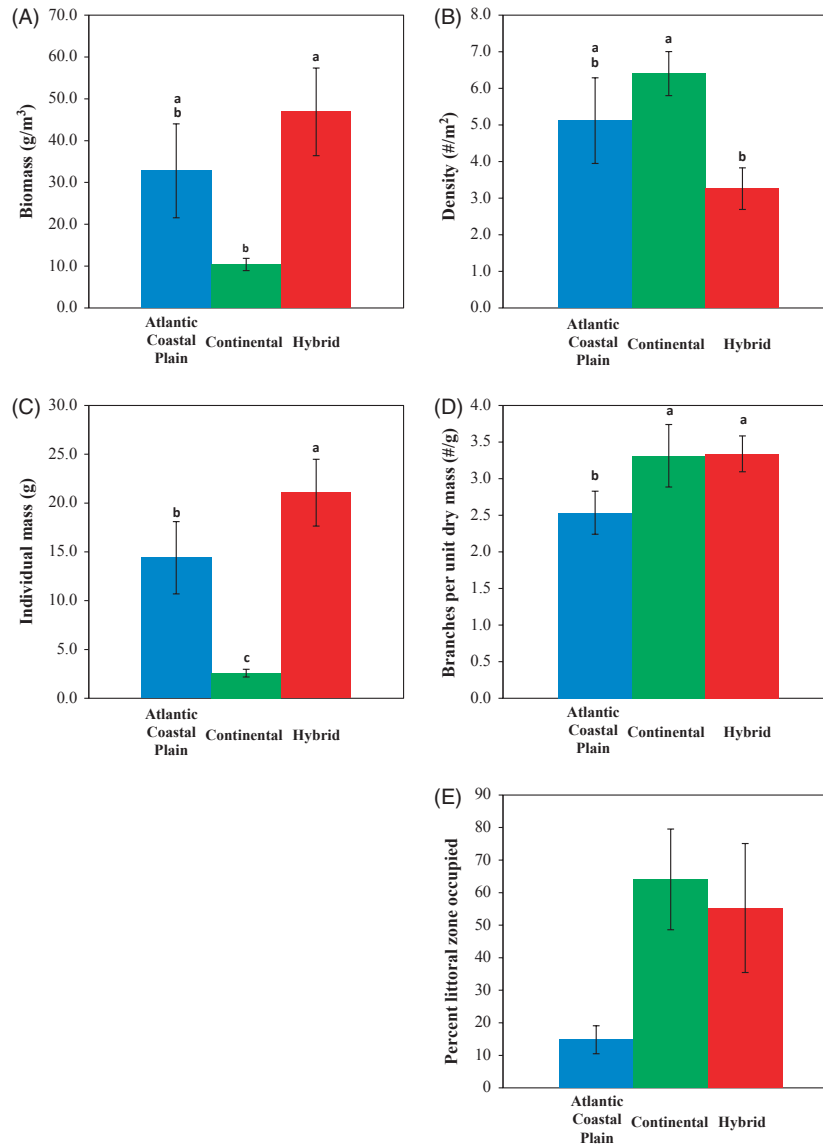 (A)
70.0
60.0
50.0
40.0
30.0
20.0
10.0
0.0
Biomass (g/m³)
a
b
b
a
Atlantic
Coastal
Plain
Continental
Hybrid
(B)
8.0
7.0
6.0
5.0
4.0
3.0
2.0
1.0
0.0
Density (#/m²)
a
b
a
b
Atlantic
Coastal
Plain
Continental
Hybrid
(C)
30.0
25.0
20.0
15.0
10.0
5.0
0.0
Individual mass (g)
b
c
a
Atlantic
Coastal
Plain
Continental
Hybrid
(D)
4.0
3.5
3.0
2.5
2.0
1.5
1.0
0.5
0.0
Branches per unit dry mass (#/g)
b
a
a
Atlantic
Coastal
Plain
Continental
Hybrid
(E)
90
80
70
60
50
40
30
20
10
0
Percent littoral zone occupied
Atlantic
Coastal
Plain
Continental
Hybrid